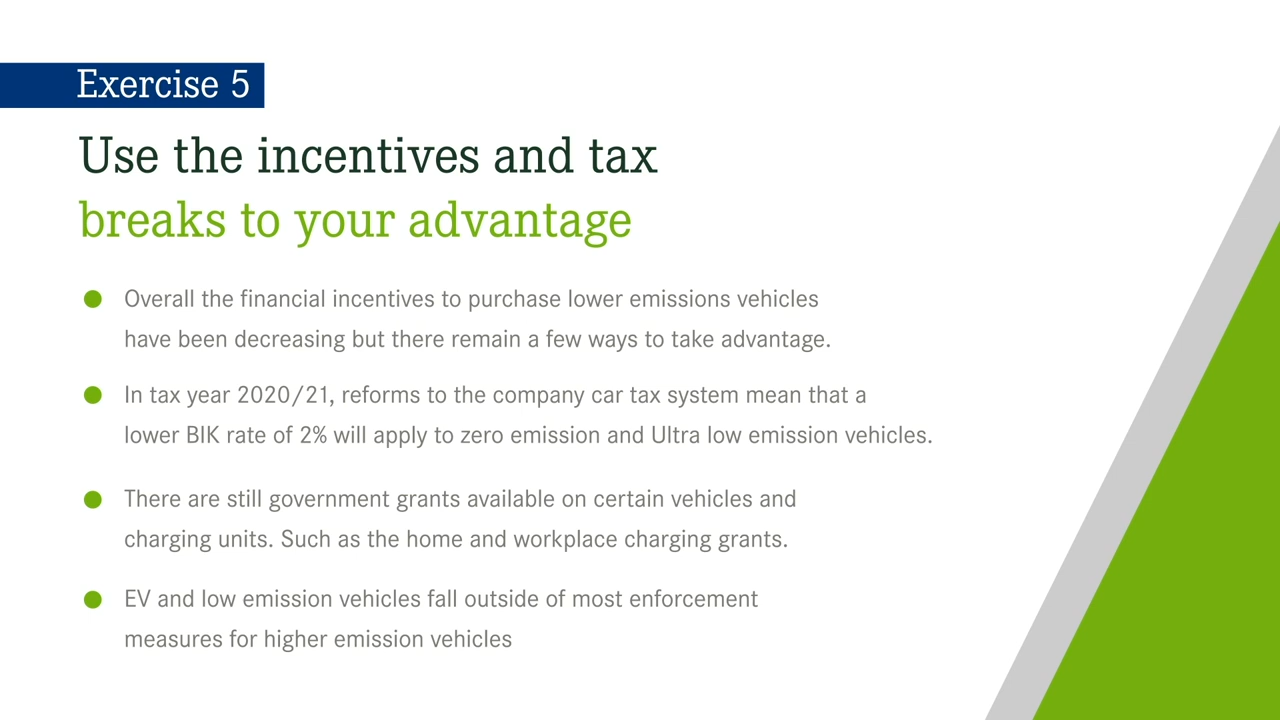 Exercise 5
Use the incentives and tax
breaks to your advantage
Overall the financial incentives to purchase lower emissions vehicles
have been decreasing but there remain a few ways to take advantage.
In tax year 2020/21, reforms to the company car tax system mean that a
lower BIK rate of 2% will apply to zero emission and Ultra low emission vehicles.
There are still government grants available on certain vehicles and
charging units. Such as the home and workplace charging grants.
EV and low emission vehicles fall outside of most enforcement
measures for higher emission vehicles